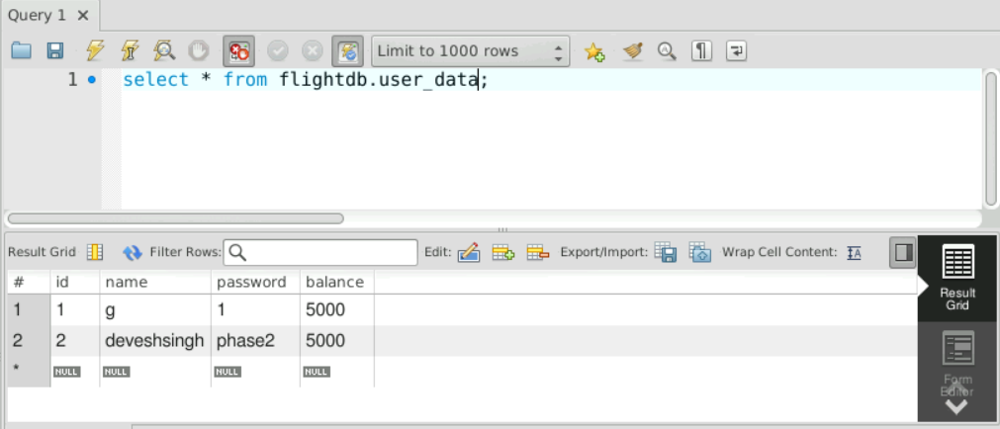 Query 1
Limit to 1000 rows
1 select * from flightdb.user_data;
Result Grid Filter Rows: Edit: Export/Import: Wrap Cell Content: IA
# id name password balance
1 1 g 1 5000
2 2 deveshsingh phase2 5000
* NULL NULL NULL NULL
Result
Grid
Form
Editor